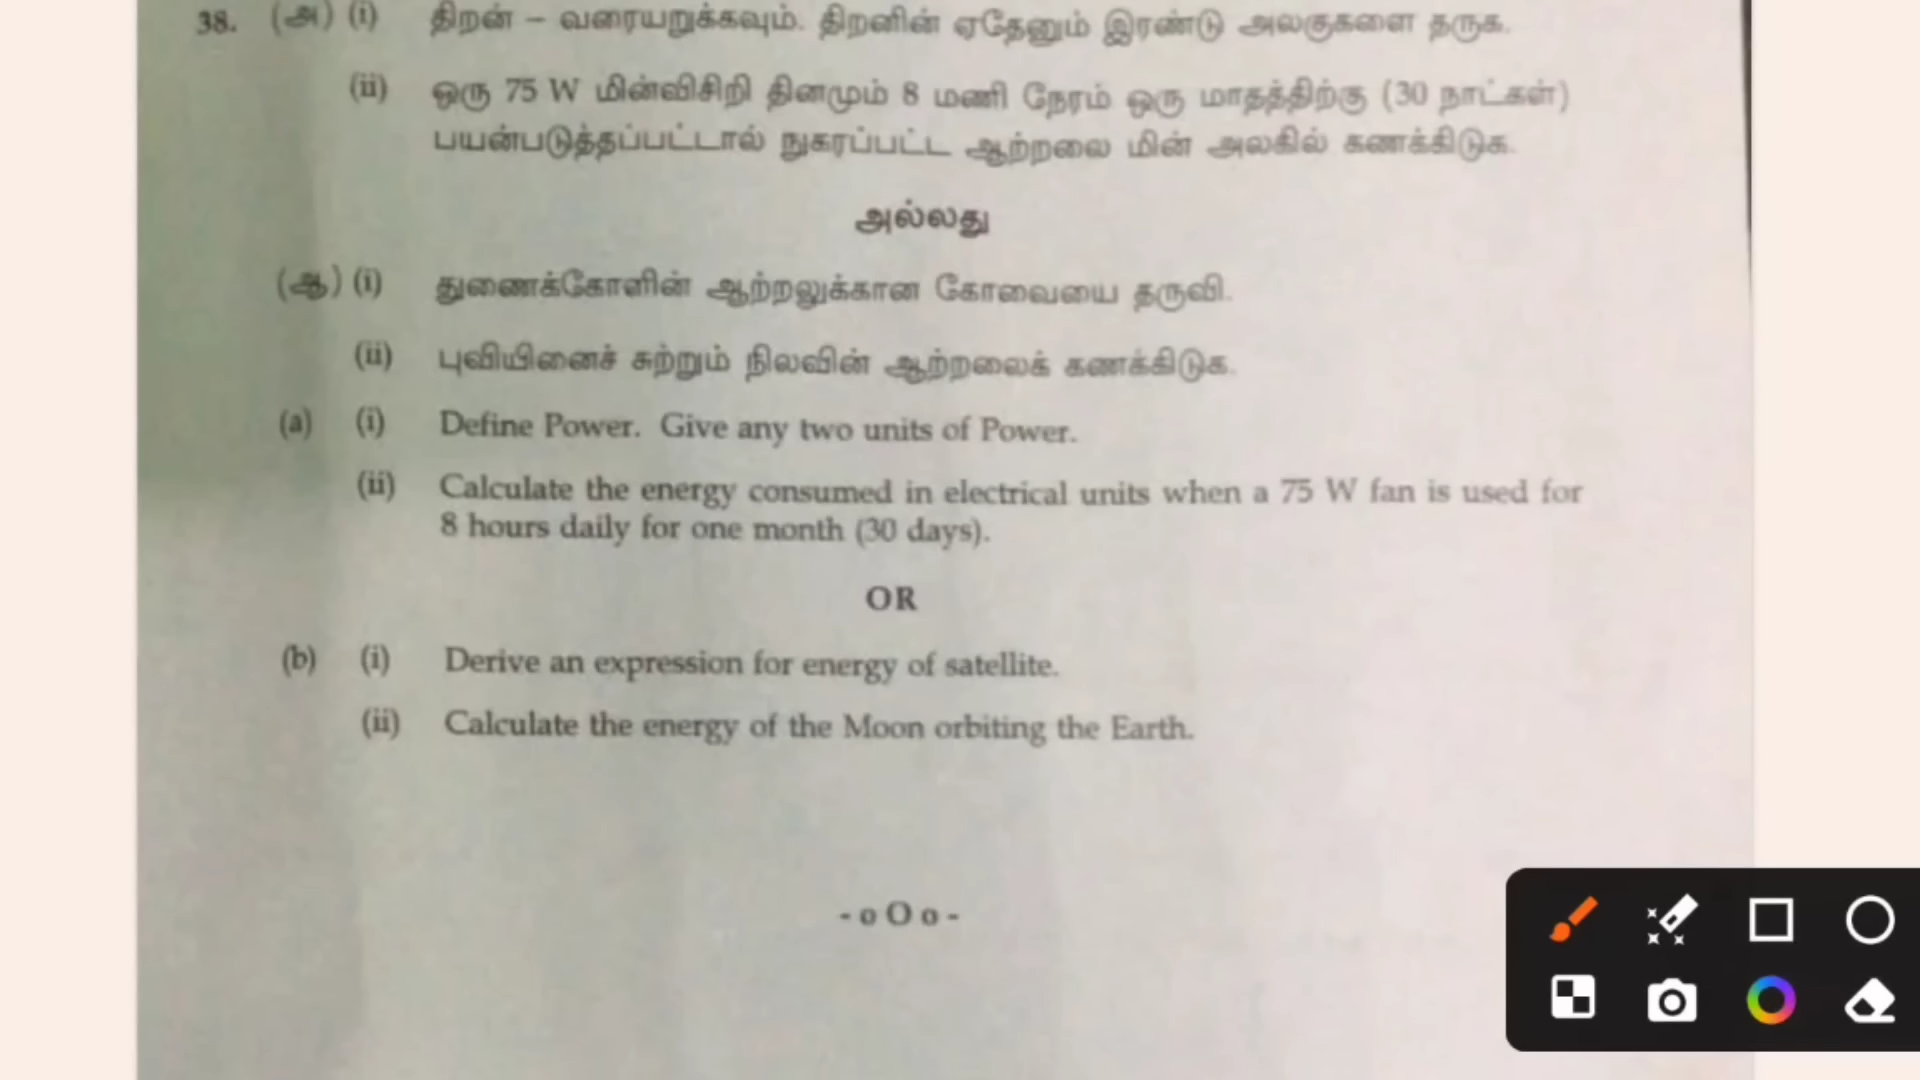 38. (அ) (i) திறன் – வரையறுக்கவும். திறனின் ஏதேனும் இரண்டு அலகுகளை தருக.
(ii) ஒரு 75 W மின்விசிறி தினமும் 8 மணி நேரம் ஒரு மாதத்திற்கு (30 நாட்கள்)
பயன்படுத்தப்பட்டால் நுகரப்பட்ட ஆற்றலை மின் அலகில் கணக்கிடுக.
அல்லது
(ஆ) (i) துணைக்கோளின் ஆற்றலுக்கான கோவையை தருவி.
(ii) புவியினைச் சுற்றும் நிலவின் ஆற்றலைக் கணக்கிடுக.
(a) (i) Define Power. Give any two units of Power.
(ii) Calculate the energy consumed in electrical units when a 75 W fan is used for
8 hours daily for one month (30 days).
OR
(b) (i) Derive an expression for energy of satellite.
(ii) Calculate the energy of the Moon orbiting the Earth.
- o O o -